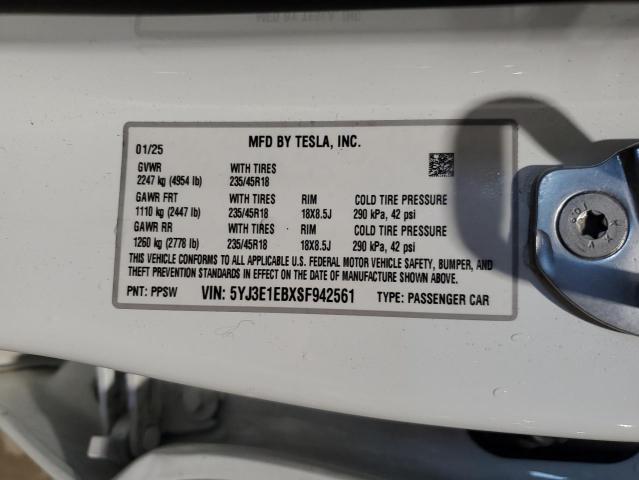 MFD BY TESLA, INC.
01/25
GVWR WITH TIRES
2247 kg (4954 lb) 235/45R18
GAWR FRT WITH TIRES RIM COLD TIRE PRESSURE
1110 kg (2447 lb) 235/45R18 18X8.5J 290 kPa, 42 psi
GAWR RR WITH TIRES RIM COLD TIRE PRESSURE
1260 kg (2778 lb) 235/45R18 18X8.5J 290 kPa, 42 psi
THIS VEHICLE CONFORMS TO ALL APPLICABLE U.S. FEDERAL MOTOR VEHICLE SAFETY, BUMPER, AND
THEFT PREVENTION STANDARDS IN EFFECT ON THE DATE OF MANUFACTURE SHOWN ABOVE.
PNT: PPSW VIN: 5YJ3E1EBXSF942561 TYPE: PASSENGER CAR